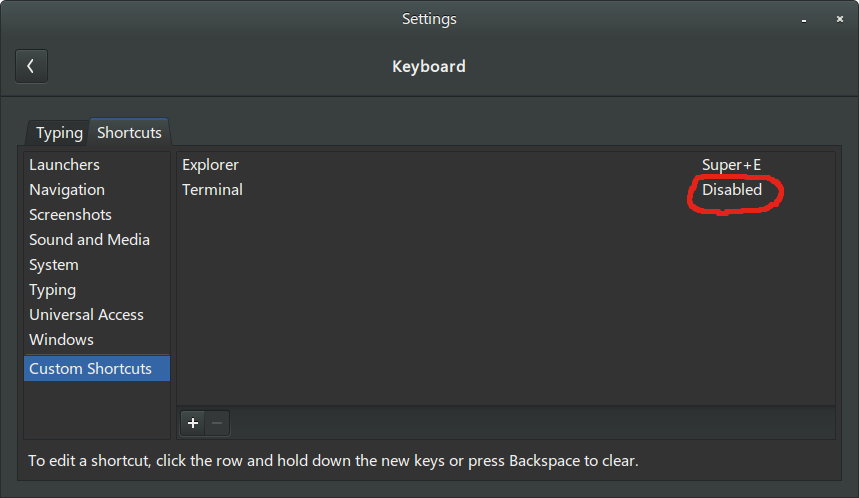 Settings
Keyboard
Typing Shortcuts
Launchers
Navigation
Screenshots
Sound and Media
System
Typing
Universal Access
Windows
Custom Shortcuts
Explorer Super+E
Terminal Disabled
To edit a shortcut, click the row and hold down the new keys or press Backspace to clear.